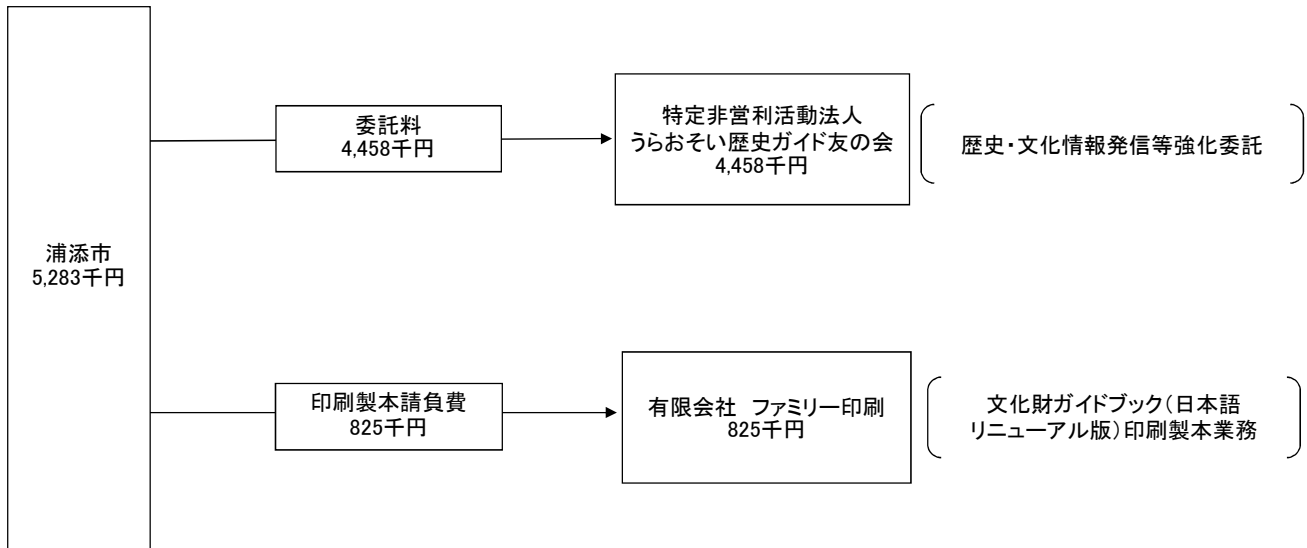 浦添市
5,283千円
委託料
4,458千円
特定非営利活動法人
うらおそい歴史ガイド友の会
4,458千円
歴史・文化情報発信等強化委託
印刷製本請負費
825千円
有限会社　ファミリー印刷
825千円
文化財ガイドブック(日本語
リニューアル版)印刷製本業務